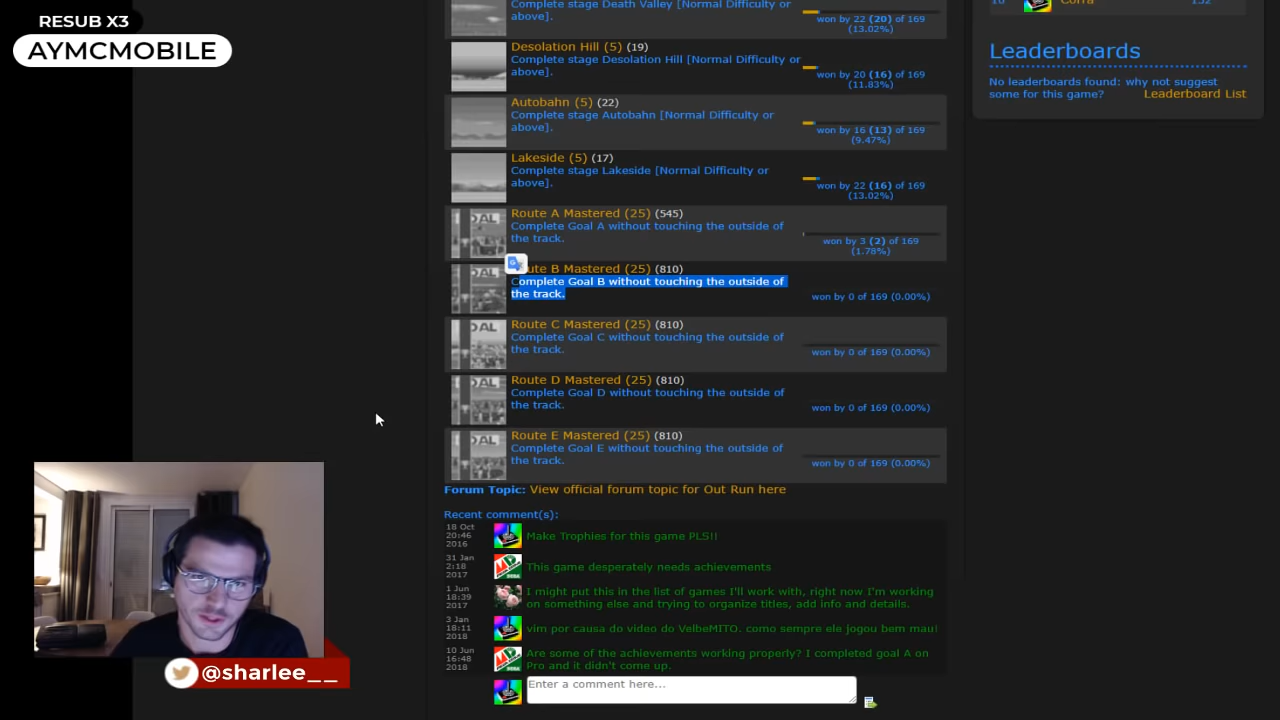 RESUB X3
AYMCMOBILE
Complete stage Death Valley [Normal Difficulty or
above].
won by 22 (20) of 169
(13.02%)
Desolation Hill (5) (19)
Complete stage Desolation Hill [Normal Difficulty or
above].
won by 20 (16) of 169
(11.83%)
Autobahn (5) (22)
Complete stage Autobahn [Normal Difficulty or
above].
won by 16 (13) of 169
(9.47%)
Lakeside (5) (17)
Complete stage Lakeside [Normal Difficulty or
above].
won by 22 (16) of 169
(13.02%)
Route A Mastered (25) (545)
Complete Goal A without touching the outside of
the track.
won by 3 (2) of 169
(1.78%)
ute B Mastered (25) (810)
Complete Goal B without touching the outside of
the track.
won by 0 of 169 (0.00%)
Route C Mastered (25) (810)
Complete Goal C without touching the outside of
the track.
won by 0 of 169 (0.00%)
Route D Mastered (25) (810)
Complete Goal D without touching the outside of
the track.
won by 0 of 169 (0.00%)
Route E Mastered (25) (810)
Complete Goal E without touching the outside of
the track.
won by 0 of 169 (0.00%)
Forum Topic: View official forum topic for Out Run here
Recent comment(s):
18 Oct
20:46
2016
Make Trophies for this game PLS!!
31 Jan
2:18
2017
This game desperately needs achievements
1 Jun
18:39
2017
I might put this in the list of games I'll work with, right now I'm working
on something else and trying to organize titles, add info and details.
3 Jan
18:11
2018
vim por causa do video do VelbeMITO. como sempre ele jogou bem mau!
10 Jun
16:48
2018
Are some of the achievements working properly? I completed goal A on
Pro and it didn't come up.
Enter a comment here...
Leaderboards
No leaderboards found: why not suggest
some for this game? Leaderboard List
@sharlee__